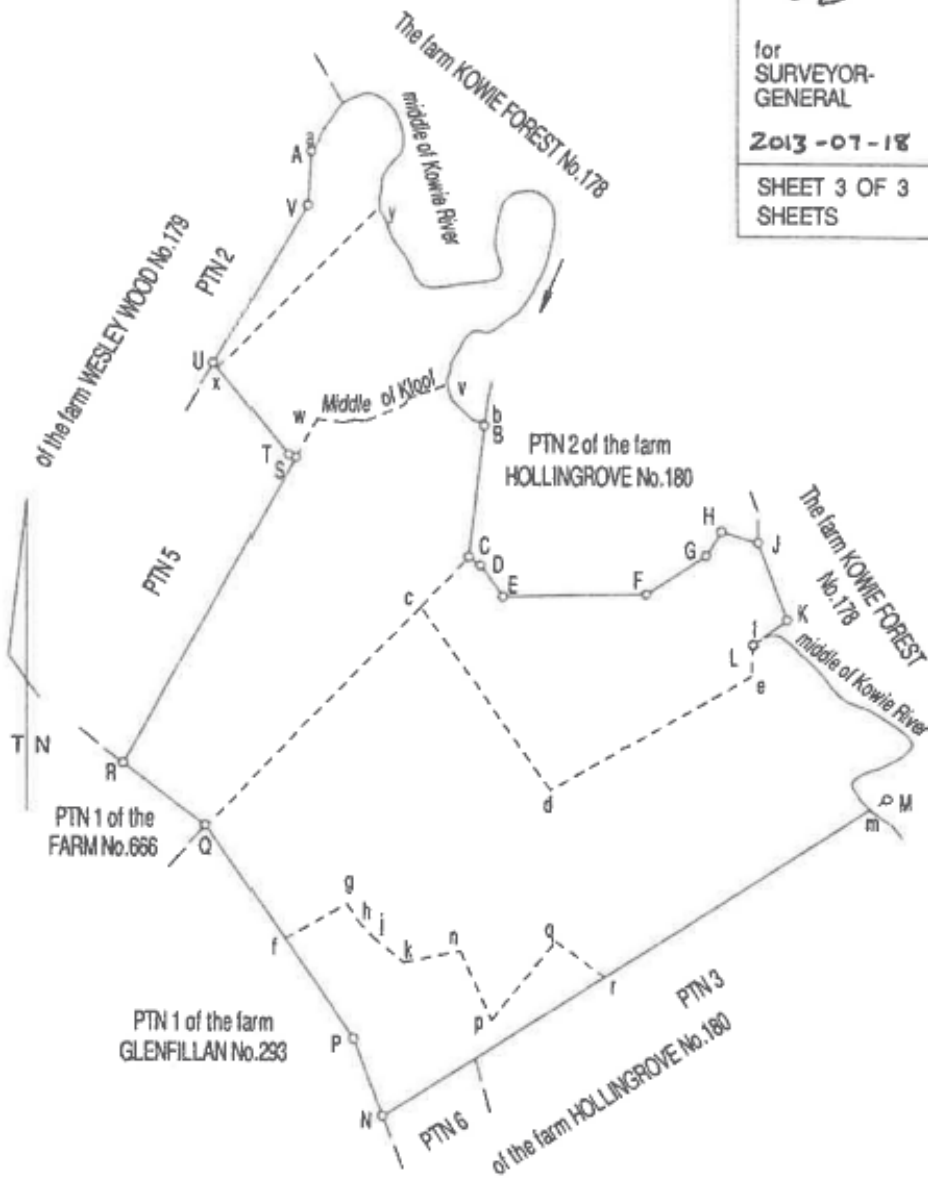 for
SURVEYOR-
GENERAL
2013-07-18
SHEET 3 OF 3
SHEETS
The farm KOWIE FOREST No.178
middle of Kowie River
a
A
V
y
PTN 2
of the farm WESLEY WOOD No.179
U
x
w
Middle of Kloof
v
b
B
T
S
PTN 2 of the farm
HOLLINGROVE No.180
PTN 5
C
D
E
F
G
H
J
The farm KOWIE FOREST
No.178
K
L
e
middle of Kowie River
c
d
T N
R
PTN 1 of the
FARM No.666
Q
M
m
g
h
j
k
n
q
f
p
r
PTN 3
PTN 1 of the farm
GLENFILLAN No.293
P
N
PTN 6
of the farm HOLLINGROVE No.180